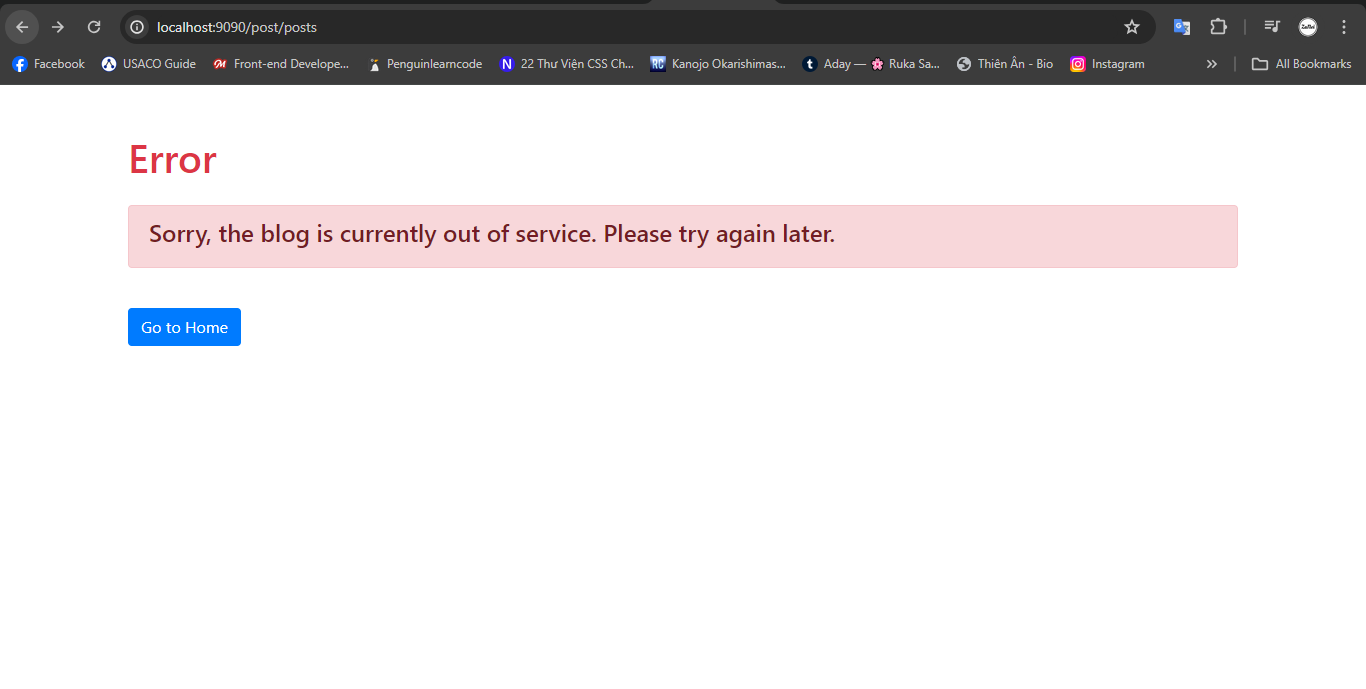 localhost:9090/post/posts
Facebook USACO Guide Front-end Develope... Penguinlearncode N 22 Thư Viện CSS Ch... RC Kanojo Okarishimas... t Aday — 🌸 Ruka Sa... Thiên Ân - Bio Instagram » All Bookmarks
Error
Sorry, the blog is currently out of service. Please try again later.
Go to Home